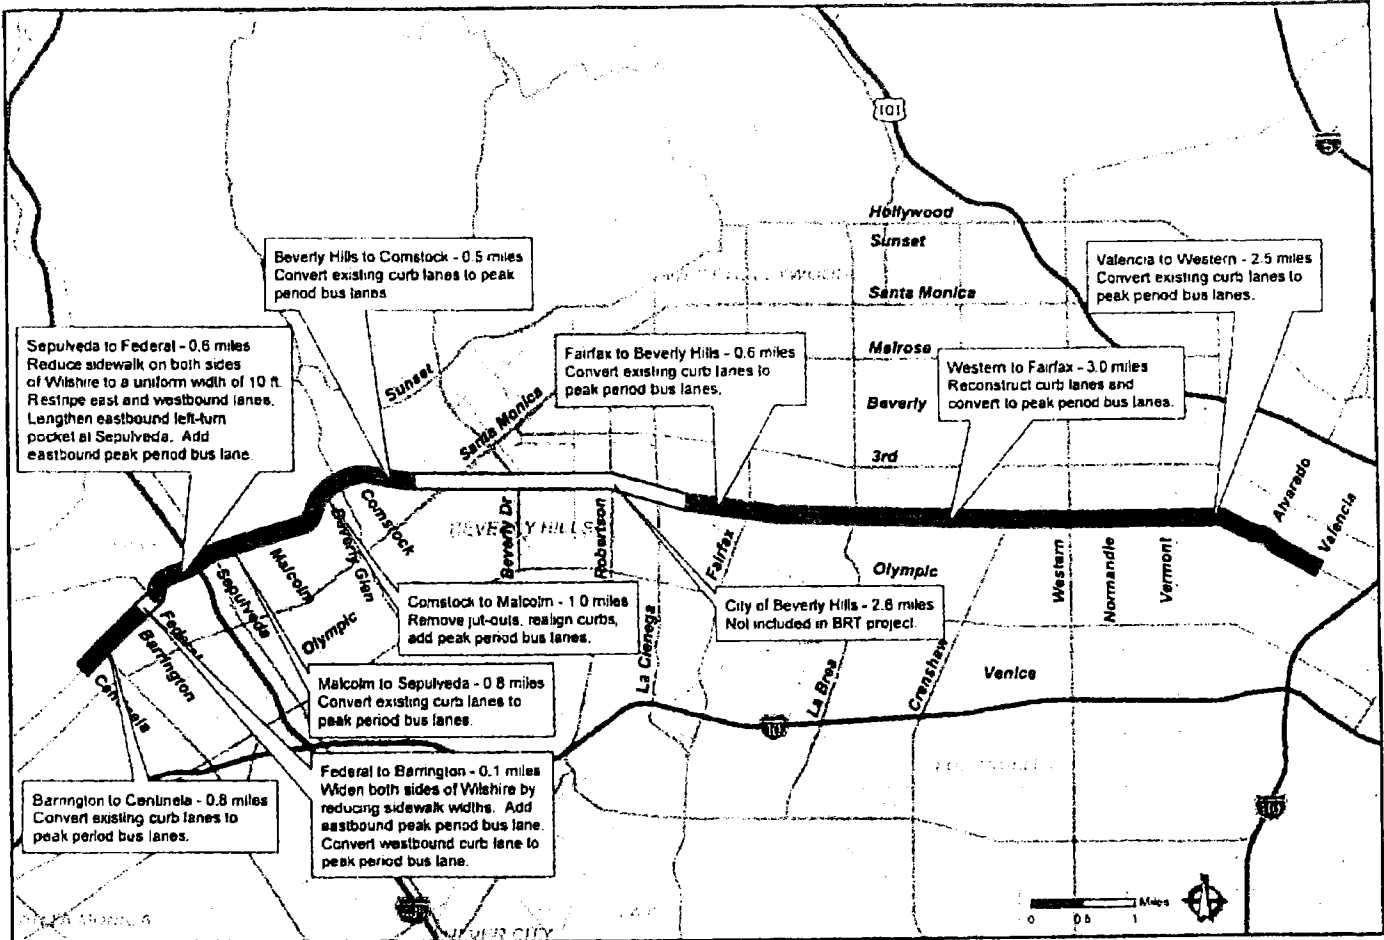 101
5
Hollywood
Sunset
Santa Monica
Melrose
Beverly
3rd
Beverly Hills to Comstock - 0.5 miles
Convert existing curb lanes to peak
period bus lanes
Valencia to Western - 2.5 miles
Convert existing curb lanes to
peak period bus lanes.
Sepulveda to Federal - 0.6 miles
Reduce sidewalk on both sides
of Wilshire to a uniform width of 10 ft.
Restripe east and westbound lanes.
Lengthen eastbound left-turn
pocket at Sepulveda. Add
eastbound peak period bus lane.
Fairfax to Beverly Hills - 0.6 miles
Convert existing curb lanes to
peak period bus lanes.
Western to Fairfax - 3.0 miles
Reconstruct curb lanes and
convert to peak period bus lanes.
Sunset
Santa Monica
Alvarado
Valencia
Comstock
Beverly Glen
BEVERLY HILLS
Beverly Dr
Robertson
Fairfax
Olympic
Western
Normandie
Vermont
Malcolm
Sepulveda
Olympic
Federal
Barrington
Centinela
La Cienega
La Brea
Crenshaw
Venice
Comstock to Malcolm - 1.0 miles
Remove jut-outs, realign curbs,
add peak period bus lanes.
City of Beverly Hills - 2.6 miles
Not included in BRT project.
Malcolm to Sepulveda - 0.8 miles
Convert existing curb lanes to
peak period bus lanes.
10
Federal to Barrington - 0.1 miles
Widen both sides of Wilshire by
reducing sidewalk widths. Add
eastbound peak period bus lane.
Convert westbound curb lane to
peak period bus lane.
Barrington to Centinela - 0.8 miles
Convert existing curb lanes to
peak period bus lanes.
SANTA MONICA
CULVER CITY
Miles
0 0.5 1